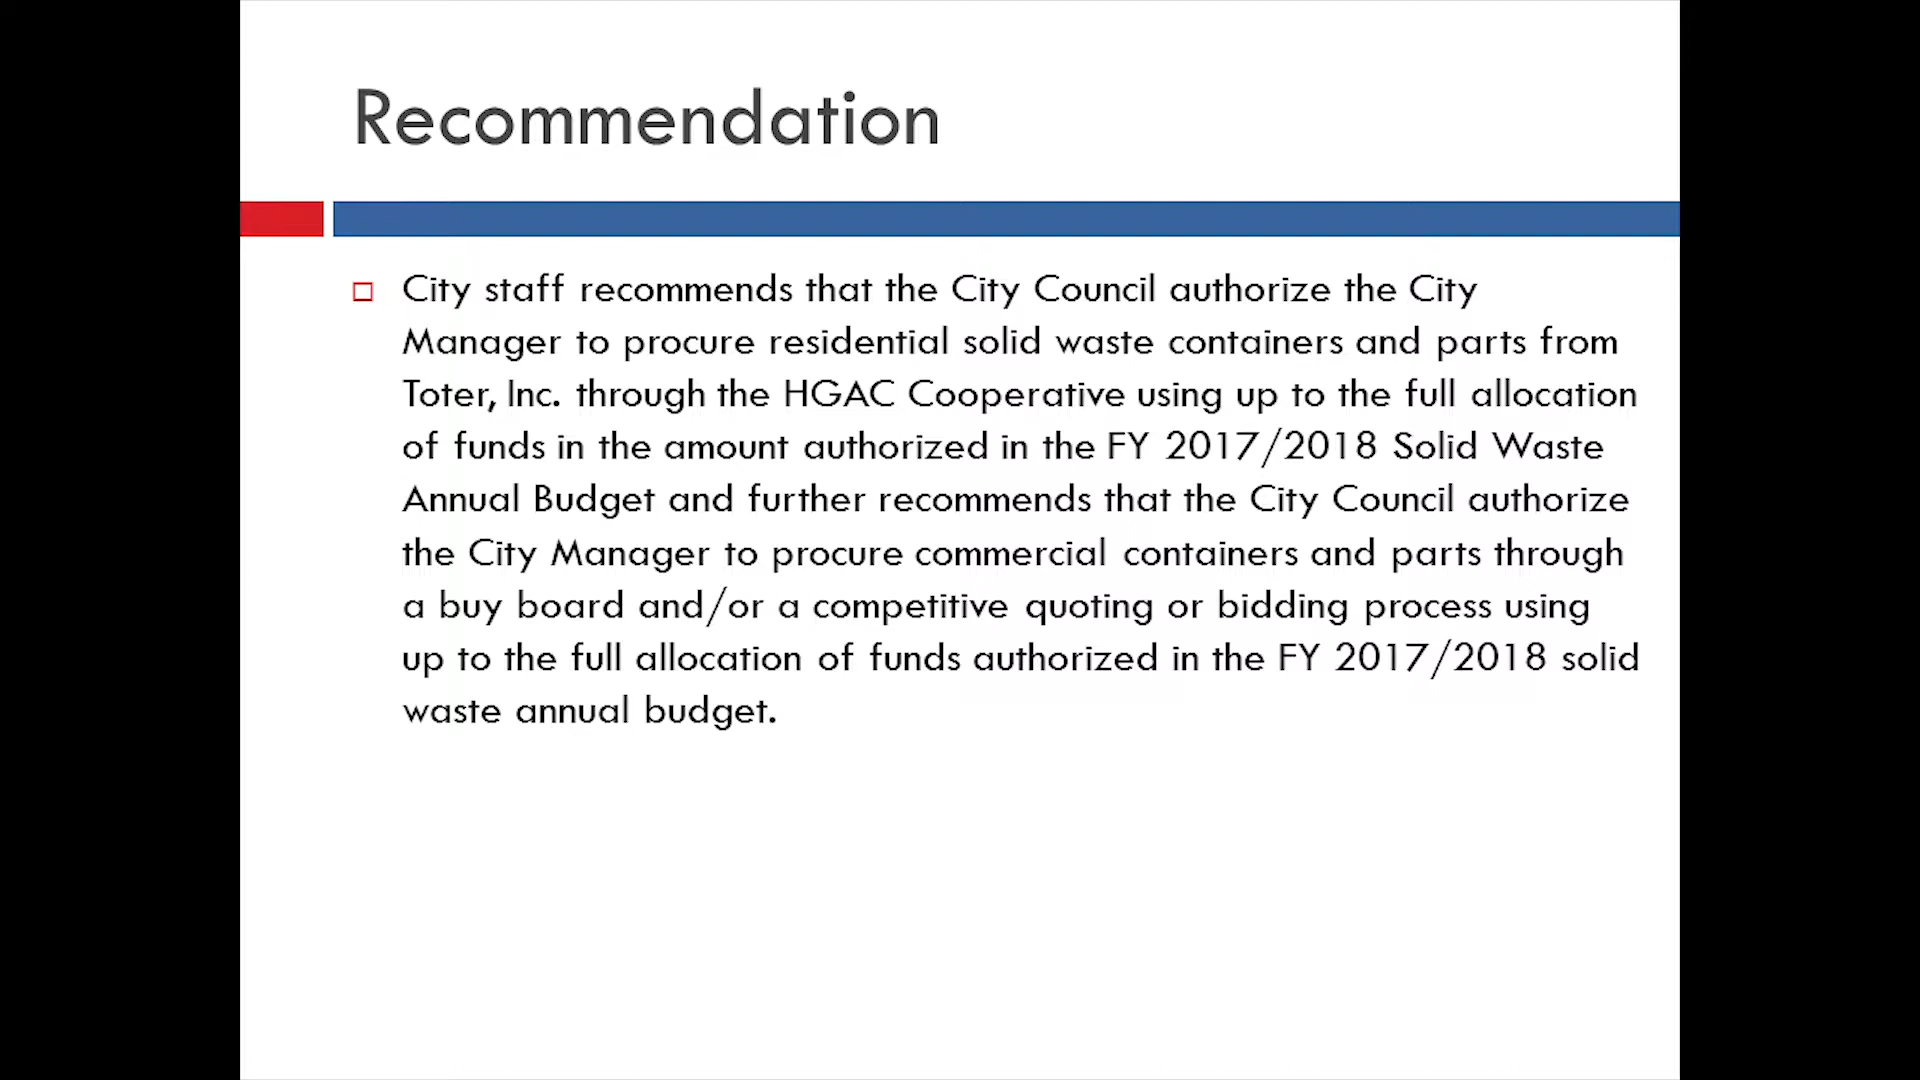 Recommendation
City staff recommends that the City Council authorize the City
Manager to procure residential solid waste containers and parts from
Toter, Inc. through the HGAC Cooperative using up to the full allocation
of funds in the amount authorized in the FY 2017/2018 Solid Waste
Annual Budget and further recommends that the City Council authorize
the City Manager to procure commercial containers and parts through
a buy board and/or a competitive quoting or bidding process using
up to the full allocation of funds authorized in the FY 2017/2018 solid
waste annual budget.